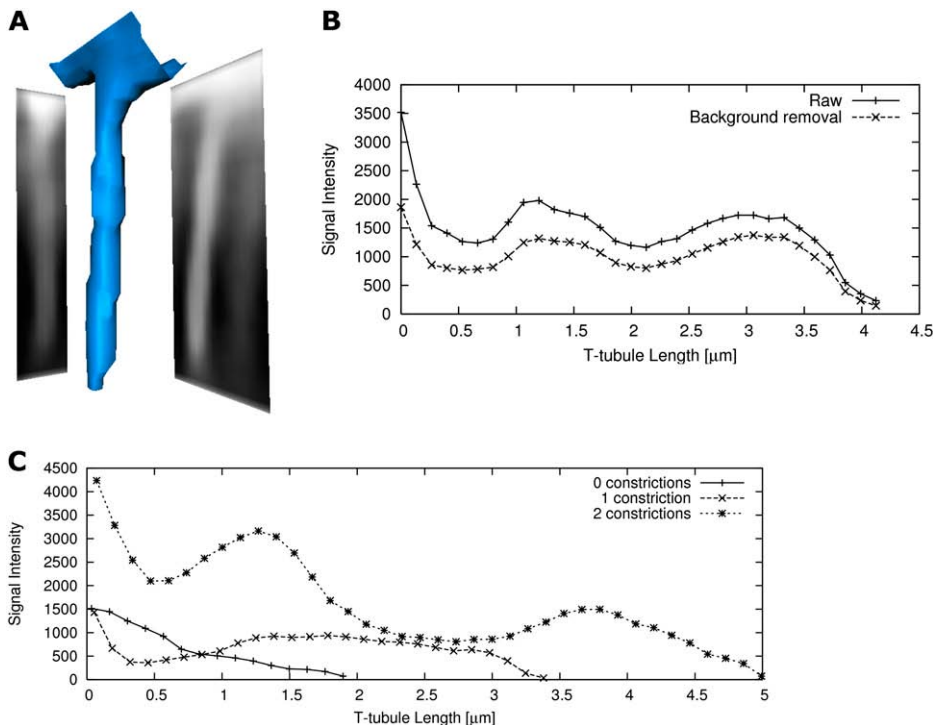 A
B
4000
3500
3000
2500
2000
1500
1000
500
0
Signal Intensity
Raw
Background removal
0 0.5 1 1.5 2 2.5 3 3.5 4 4.5
T-tubule Length [μm]
C
4500
4000
3500
3000
2500
2000
1500
1000
500
0
Signal Intensity
0 constrictions
1 constriction
2 constrictions
0 0.5 1 1.5 2 2.5 3 3.5 4 4.5 5
T-tubule Length [μm]